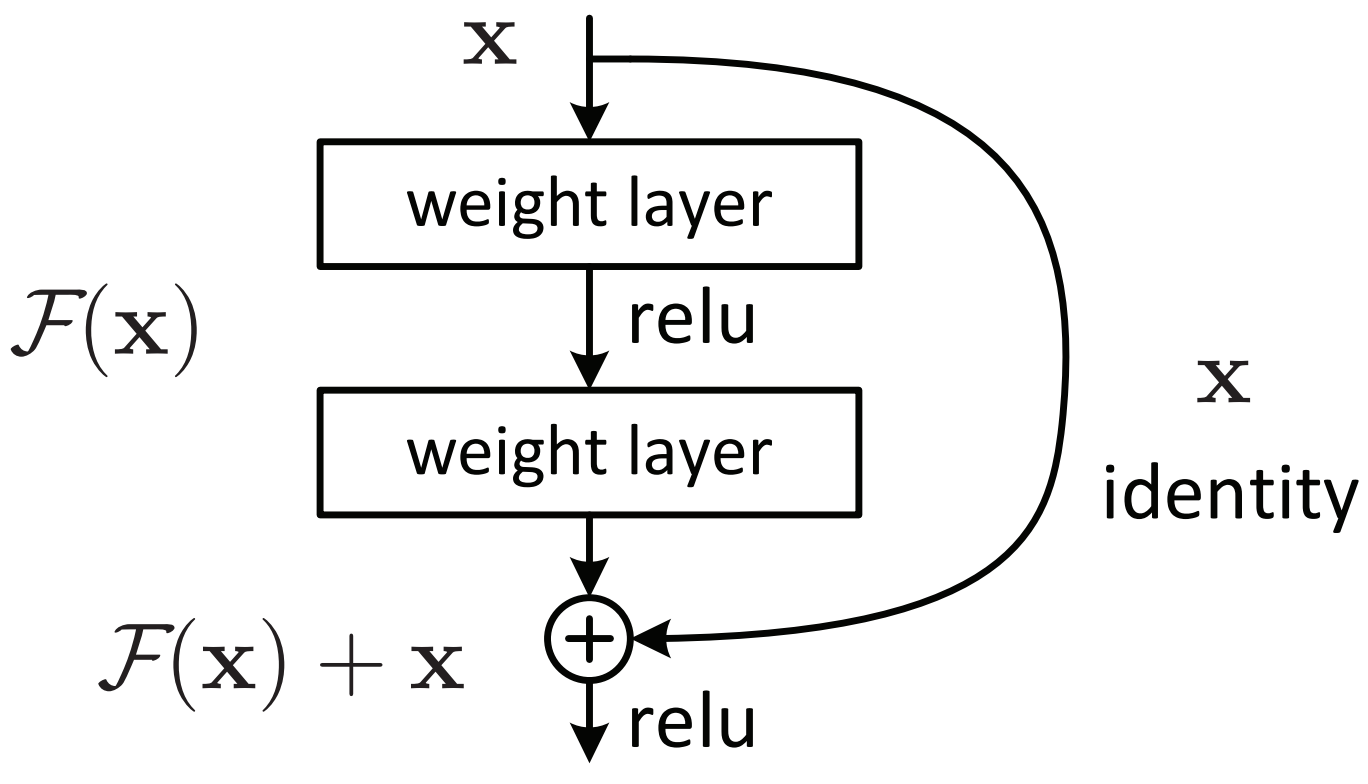 x
weight layer
relu
F(x)
weight layer
x
identity
F(x) + x
relu